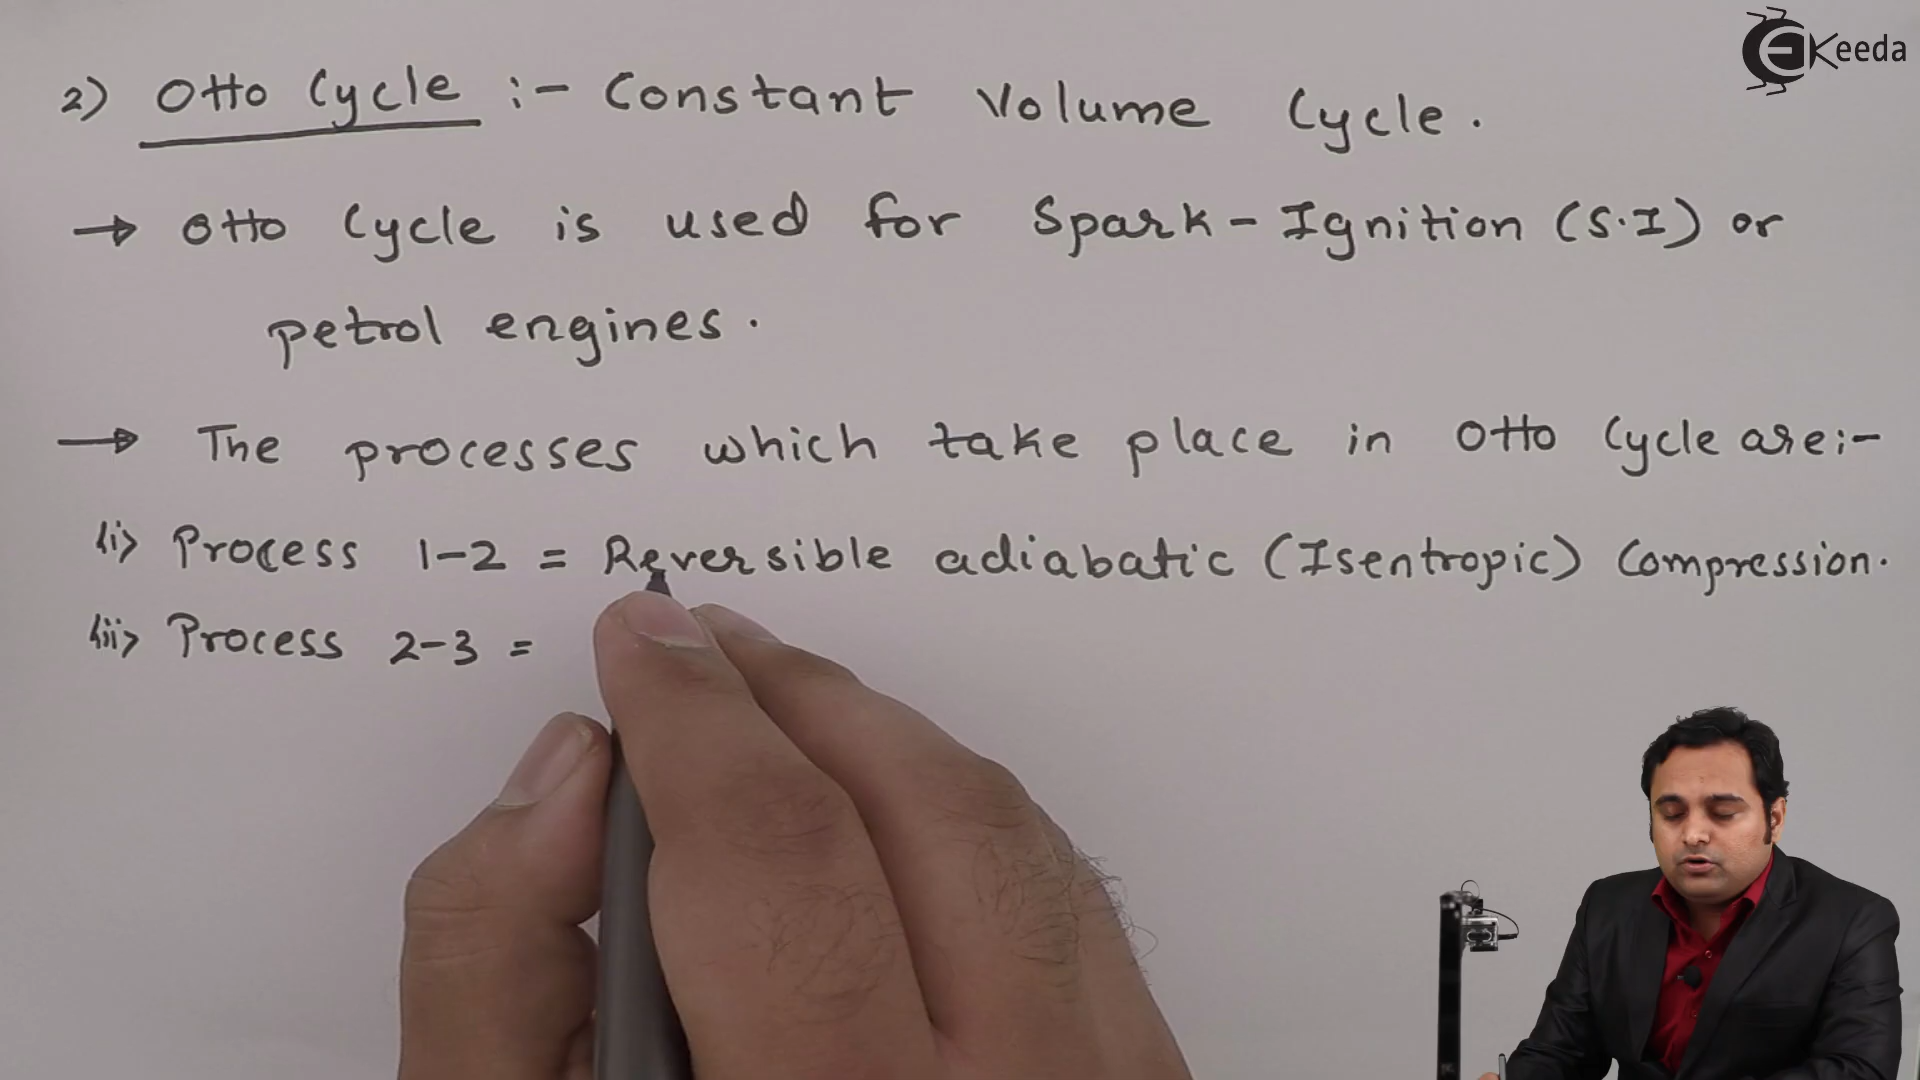 EKeeda
2) Otto Cycle :- Constant Volume Cycle.
→ Otto Cycle is used for Spark-Ignition (S.I) or
petrol engines.
→ The processes which take place in Otto Cycle are:-
(i) Process 1-2 = Reversible adiabatic (Isentropic) Compression.
(ii) Process 2-3 =